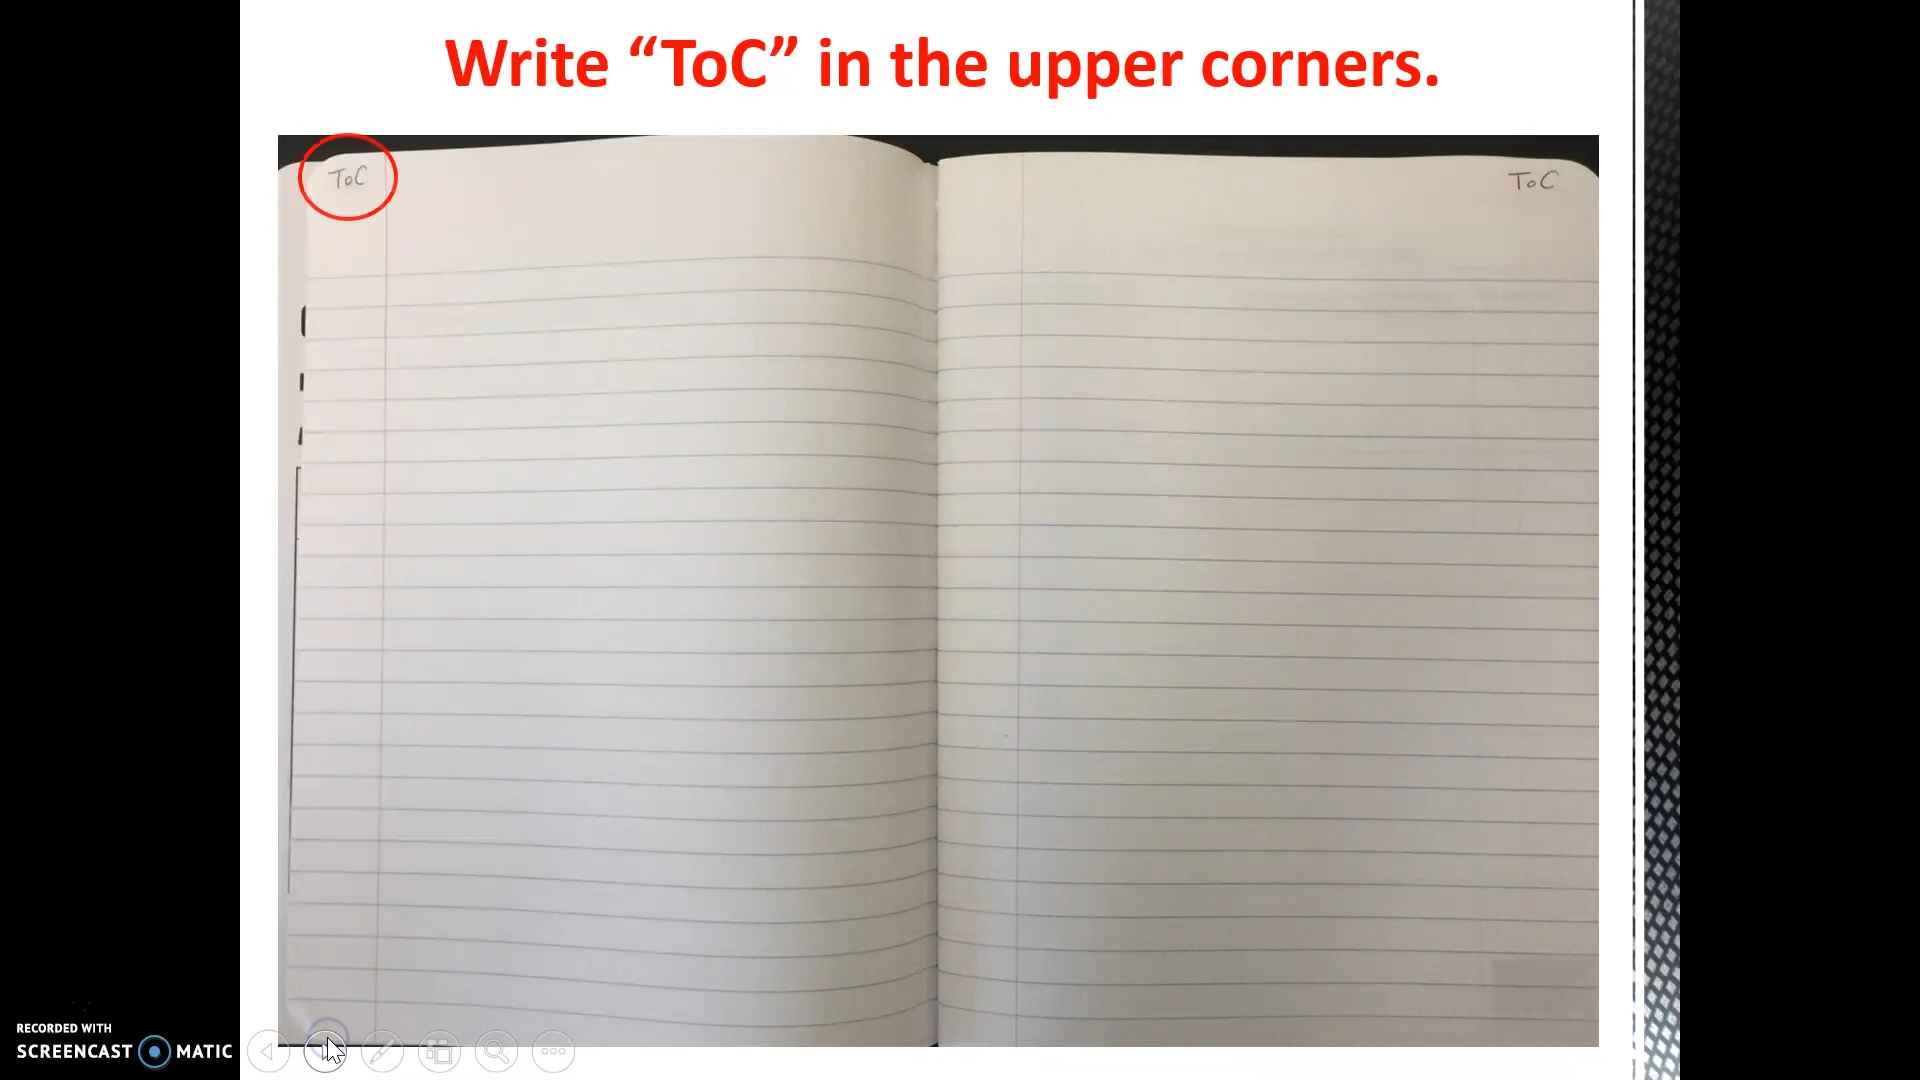 Write “ToC” in the upper corners.
ToC
ToC
RECORDED WITH
SCREENCAST MATIC